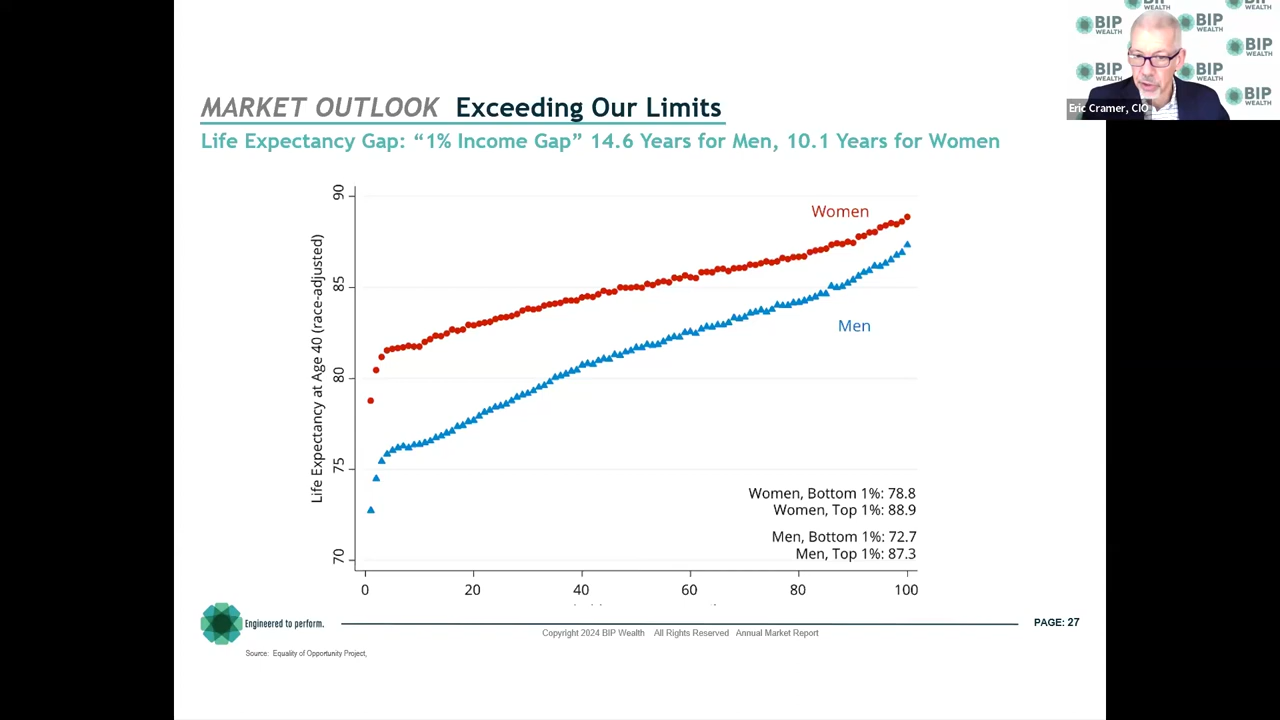 MARKET OUTLOOK Exceeding Our Limits
Life Expectancy Gap: “1% Income Gap” 14.6 Years for Men, 10.1 Years for Women
BIP
WEALTH
BIP
WEALTH
BIP
WEALTH
BIP
WEALTH
BIP
WEALTH
BIP
WEALTH
Eric Cramer, CIO
Life Expectancy at Age 40 (race-adjusted)
90
85
80
75
70
Women
Men
Women, Bottom 1%: 78.8
Women, Top 1%: 88.9
Men, Bottom 1%: 72.7
Men, Top 1%: 87.3
0 20 40 60 80 100
Engineered to perform.
PAGE: 27
Copyright 2024 BIP Wealth All Rights Reserved Annual Market Report
Source: Equality of Opportunity Project,